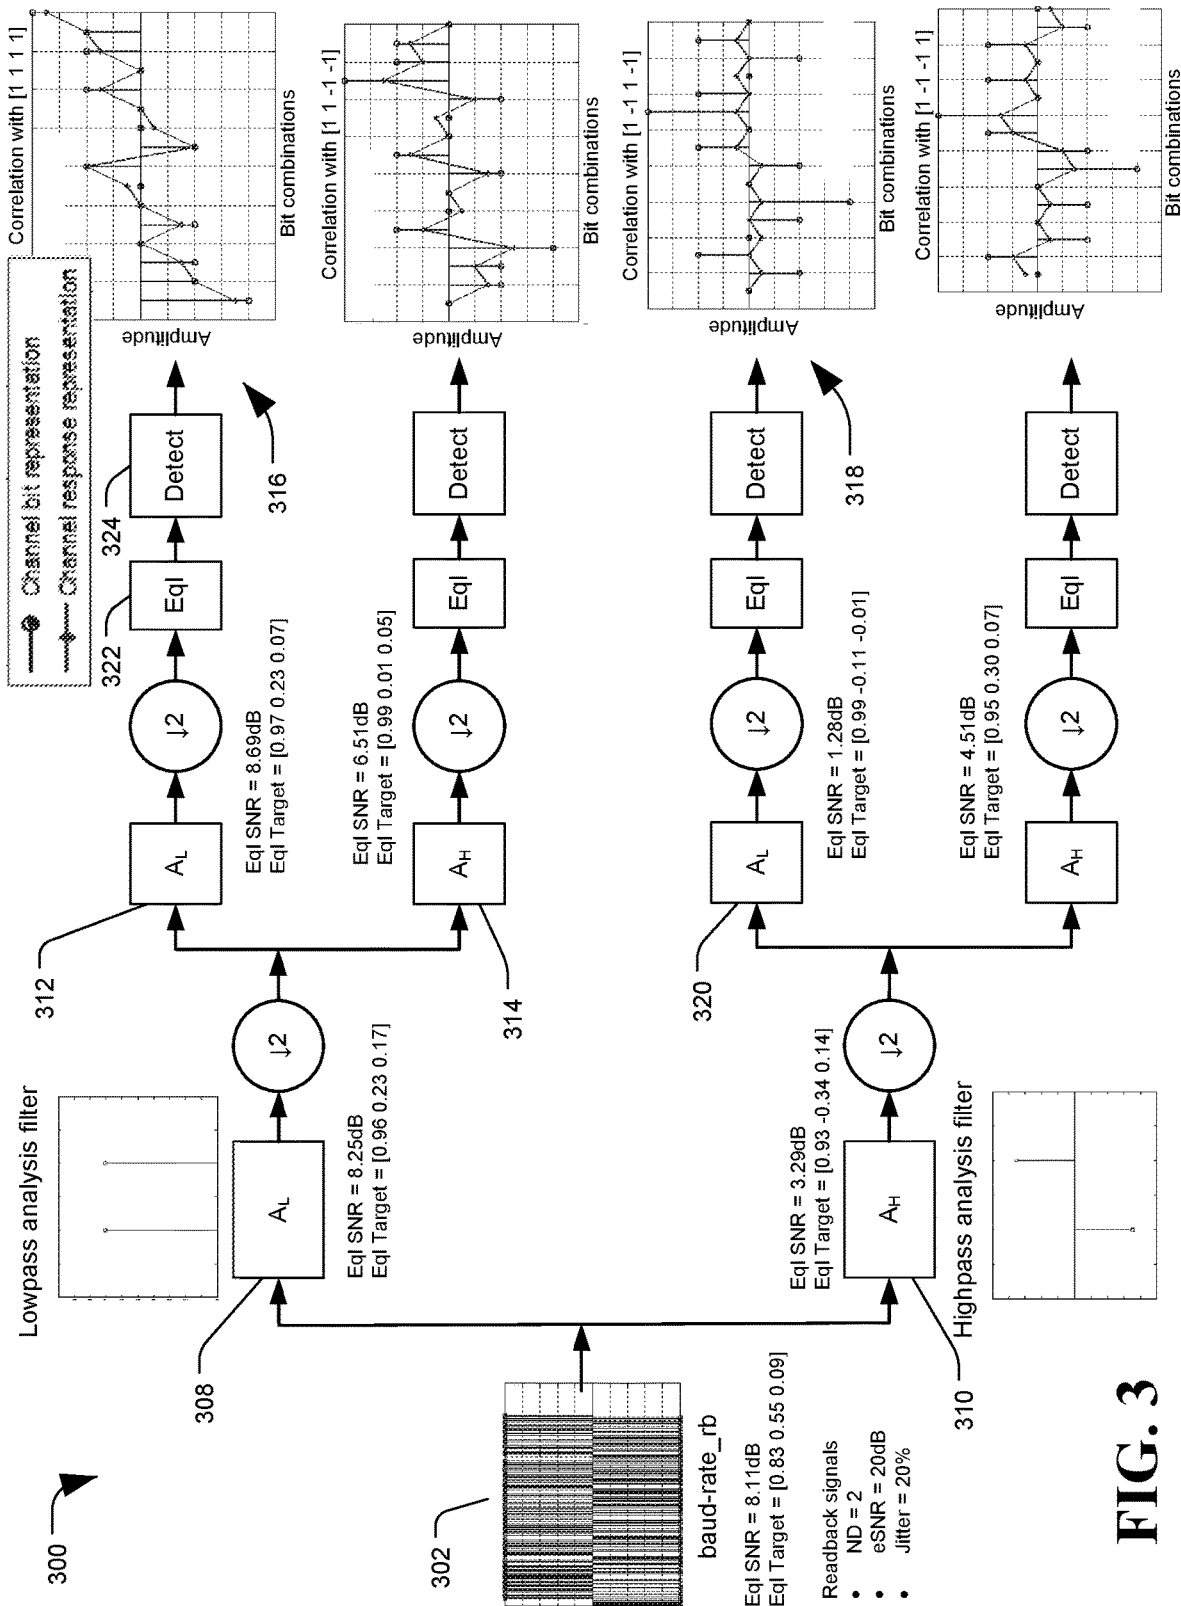 300
302
baud-rate_rb
Eql SNR = 8.11dB
Eql Target = [0.83 0.55 0.09]
Readback signals
• ND = 2
• eSNR = 20dB
• Jitter = 20%
Lowpass analysis filter
308
A_L
Eql SNR = 8.25dB
Eql Target = [0.96 0.23 0.17]
↓2
310
A_H
Eql SNR = 3.29dB
Eql Target = [0.93 -0.34 0.14]
Highpass analysis filter
↓2
312
A_L
↓2
Eql SNR = 8.69dB
Eql Target = [0.97 0.23 0.07]
322
Eql
324
Detect
316
314
A_H
↓2
Eql SNR = 6.51dB
Eql Target = [0.99 0.01 0.05]
Eql
Detect
320
A_L
↓2
Eql SNR = 1.28dB
Eql Target = [0.99 -0.11 -0.01]
Eql
Detect
318
A_H
↓2
Eql SNR = 4.51dB
Eql Target = [0.95 0.30 0.07]
Eql
Detect
Channel bit representation
Channel response representation
Correlation with [1 1 1 1]
Amplitude
Bit combinations
Correlation with [1 1 -1 -1]
Amplitude
Bit combinations
Correlation with [1 -1 1 -1]
Amplitude
Bit combinations
Correlation with [1 -1 -1 1]
Amplitude
Bit combinations
FIG. 3